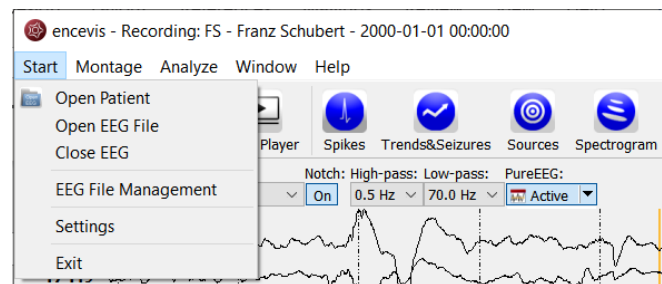 encevis - Recording: FS - Franz Schubert - 2000-01-01 00:00:00
Start Montage Analyze Window Help
Open Patient
Open EEG File
Close EEG
EEG File Management
Settings
Exit
Player Spikes Trends&Seizures Sources Spectrogram
Notch: High-pass: Low-pass: PureEEG:
On 0.5 Hz 70.0 Hz Active